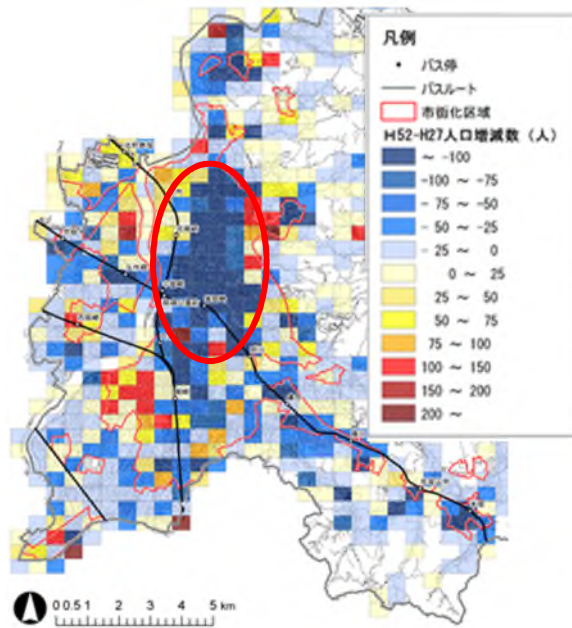 凡例
バス停
バスルート
市街化区域
H52-H27人口増減数（人）
～ -100
-100 ～ -75
- 75 ～ -50
- 50 ～ -25
- 25 ～ 0
0 ～ 25
25 ～ 50
50 ～ 75
75 ～ 100
100 ～ 150
150 ～ 200
200 ～
0 0.5 1 2 3 4 5 km